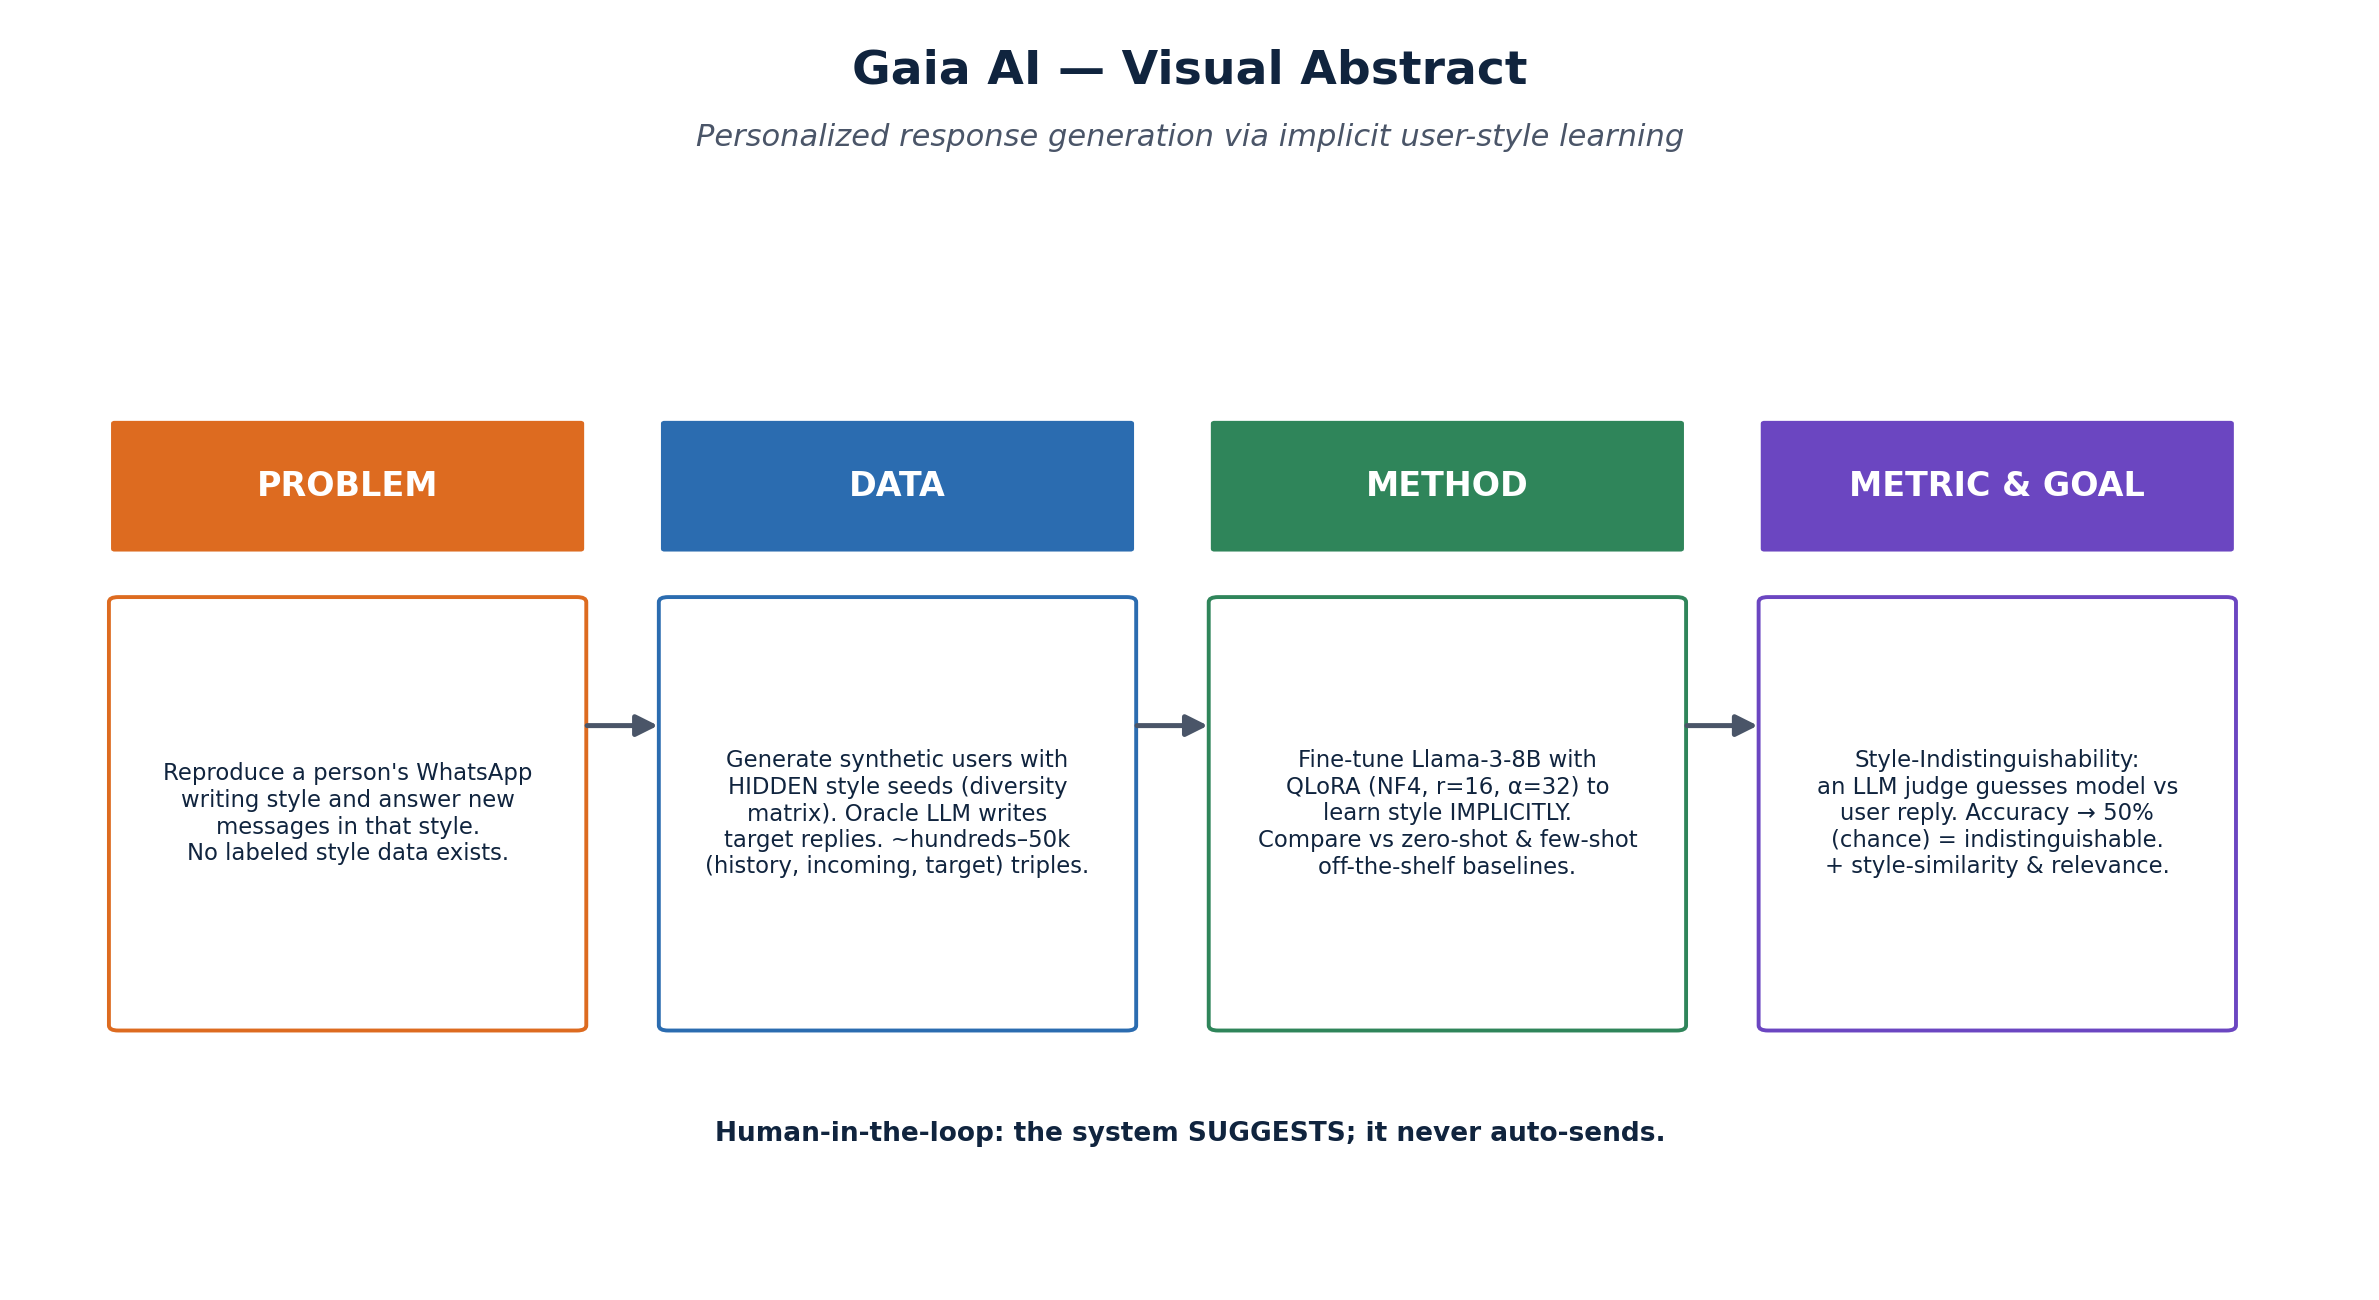 Gaia AI — Visual Abstract
Personalized response generation via implicit user-style learning
PROBLEM
Reproduce a person's WhatsApp
writing style and answer new
messages in that style.
No labeled style data exists.
DATA
Generate synthetic users with
HIDDEN style seeds (diversity
matrix). Oracle LLM writes
target replies. ~hundreds–50k
(history, incoming, target) triples.
METHOD
Fine-tune Llama-3-8B with
QLoRA (NF4, r=16, α=32) to
learn style IMPLICITLY.
Compare vs zero-shot & few-shot
off-the-shelf baselines.
METRIC & GOAL
Style-Indistinguishability:
an LLM judge guesses model vs
user reply. Accuracy → 50%
(chance) = indistinguishable.
+ style-similarity & relevance.
Human-in-the-loop: the system SUGGESTS; it never auto-sends.